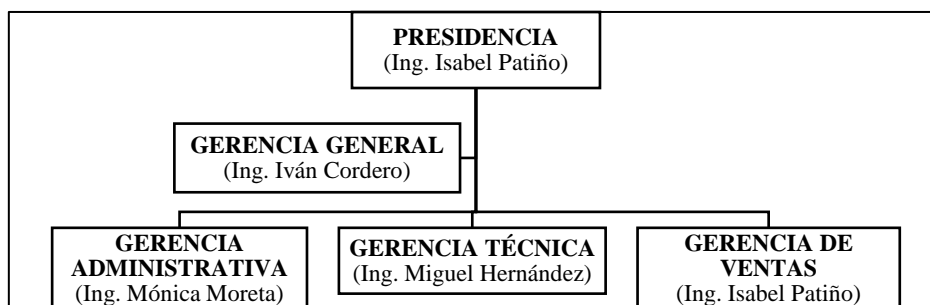 PRESIDENCIA
(Ing. Isabel Patiño)
GERENCIA GENERAL
(Ing. Iván Cordero)
GERENCIA
ADMINISTRATIVA
(Ing. Mónica Moreta)
GERENCIA TÉCNICA
(Ing. Miguel Hernández)
GERENCIA DE
VENTAS
(Ing. Isabel Patiño)